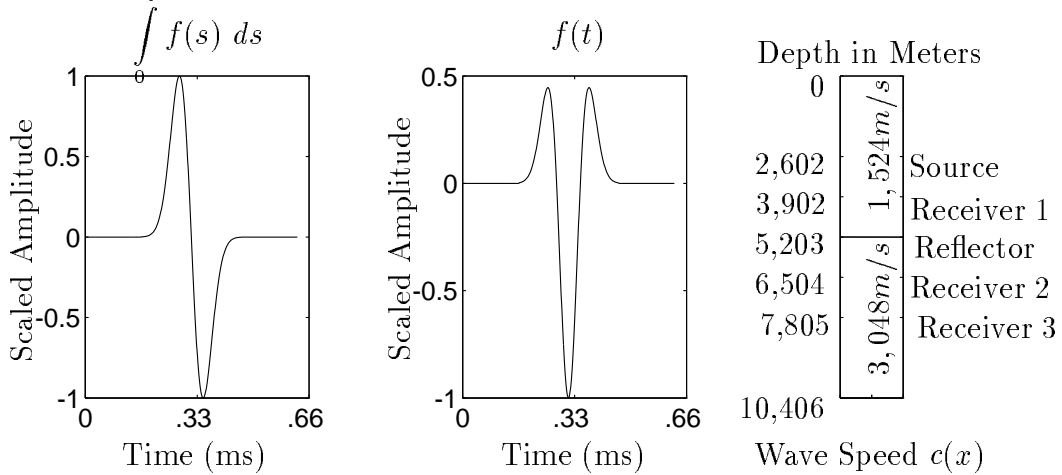 ∫ f(s) ds
0
Scaled Amplitude
1
0.5
0
-0.5
-1
0
.33
.66
Time (ms)
f(t)
Scaled Amplitude
0.5
0
-0.5
-1
0
.33
.66
Time (ms)
Depth in Meters
0
2,602
3,902
5,203
6,504
7,805
10,406
1,524m/s
3,048m/s
Source
Receiver 1
Reflector
Receiver 2
Receiver 3
Wave Speed c(x)